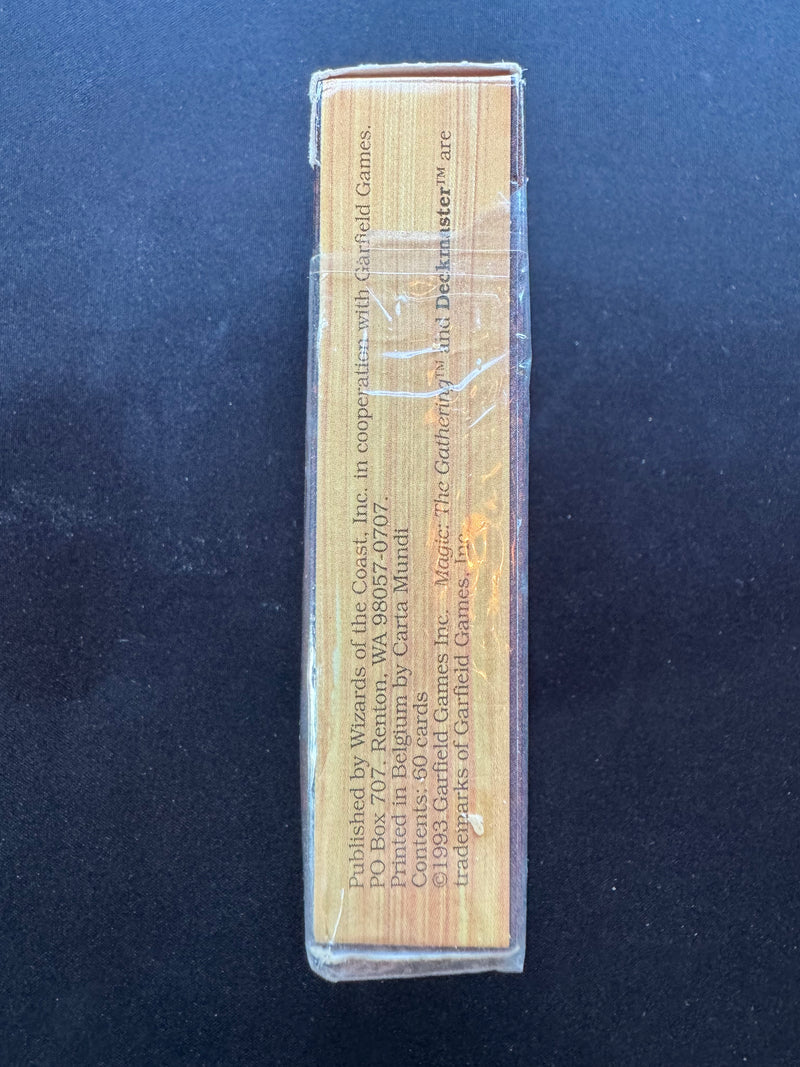 Published by Wizards of the Coast, Inc. in cooperation with Garfield Games.
PO Box 707, Renton, WA 98057-0707.
Printed in Belgium by Carta Mundi
Contents: 60 cards
©1993 Garfield Games Inc. Magic: The Gathering™ and Deckmaster™ are
trademarks of Garfield Games, Inc.